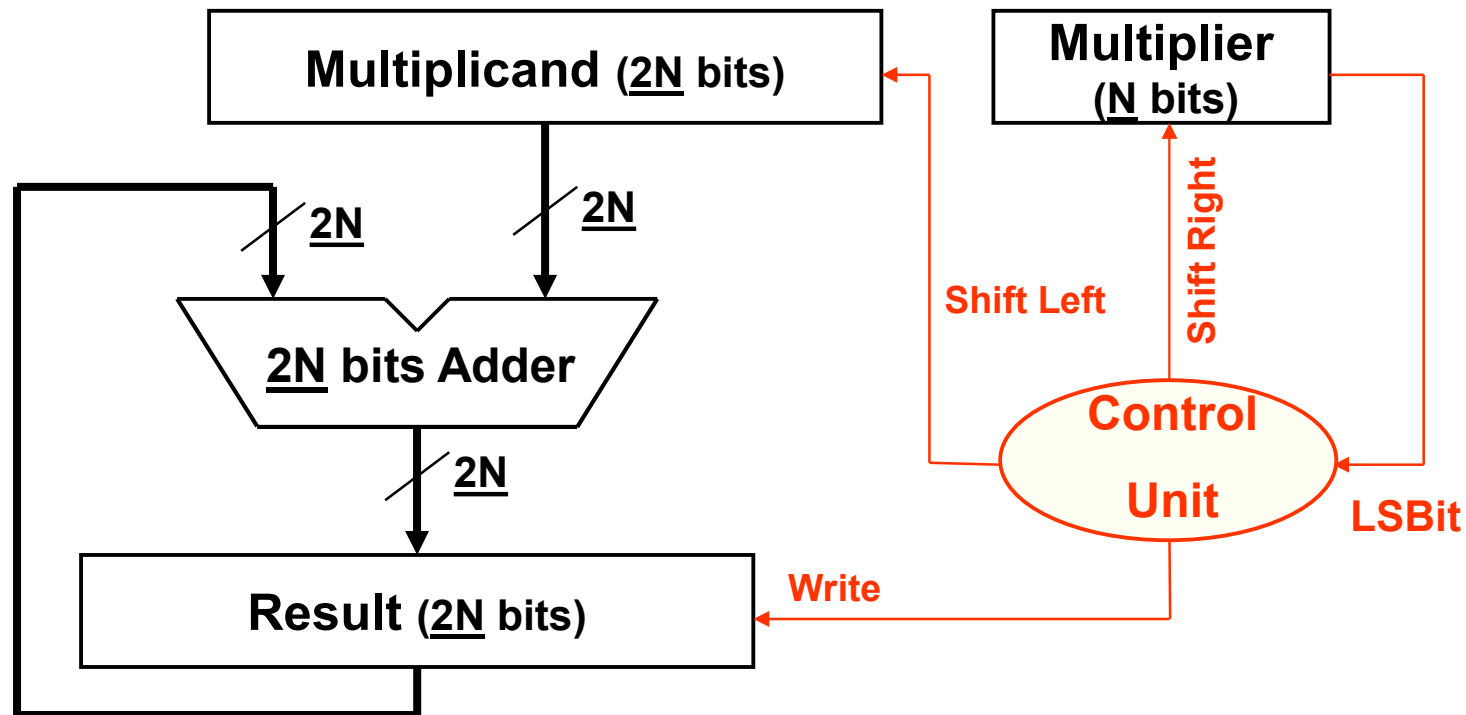 Multiplicand (2N bits)
Multiplier
(N bits)
2N
2N
Shift Left
Shift Right
2N bits Adder
Control
Unit
2N
LSBit
Write
Result (2N bits)